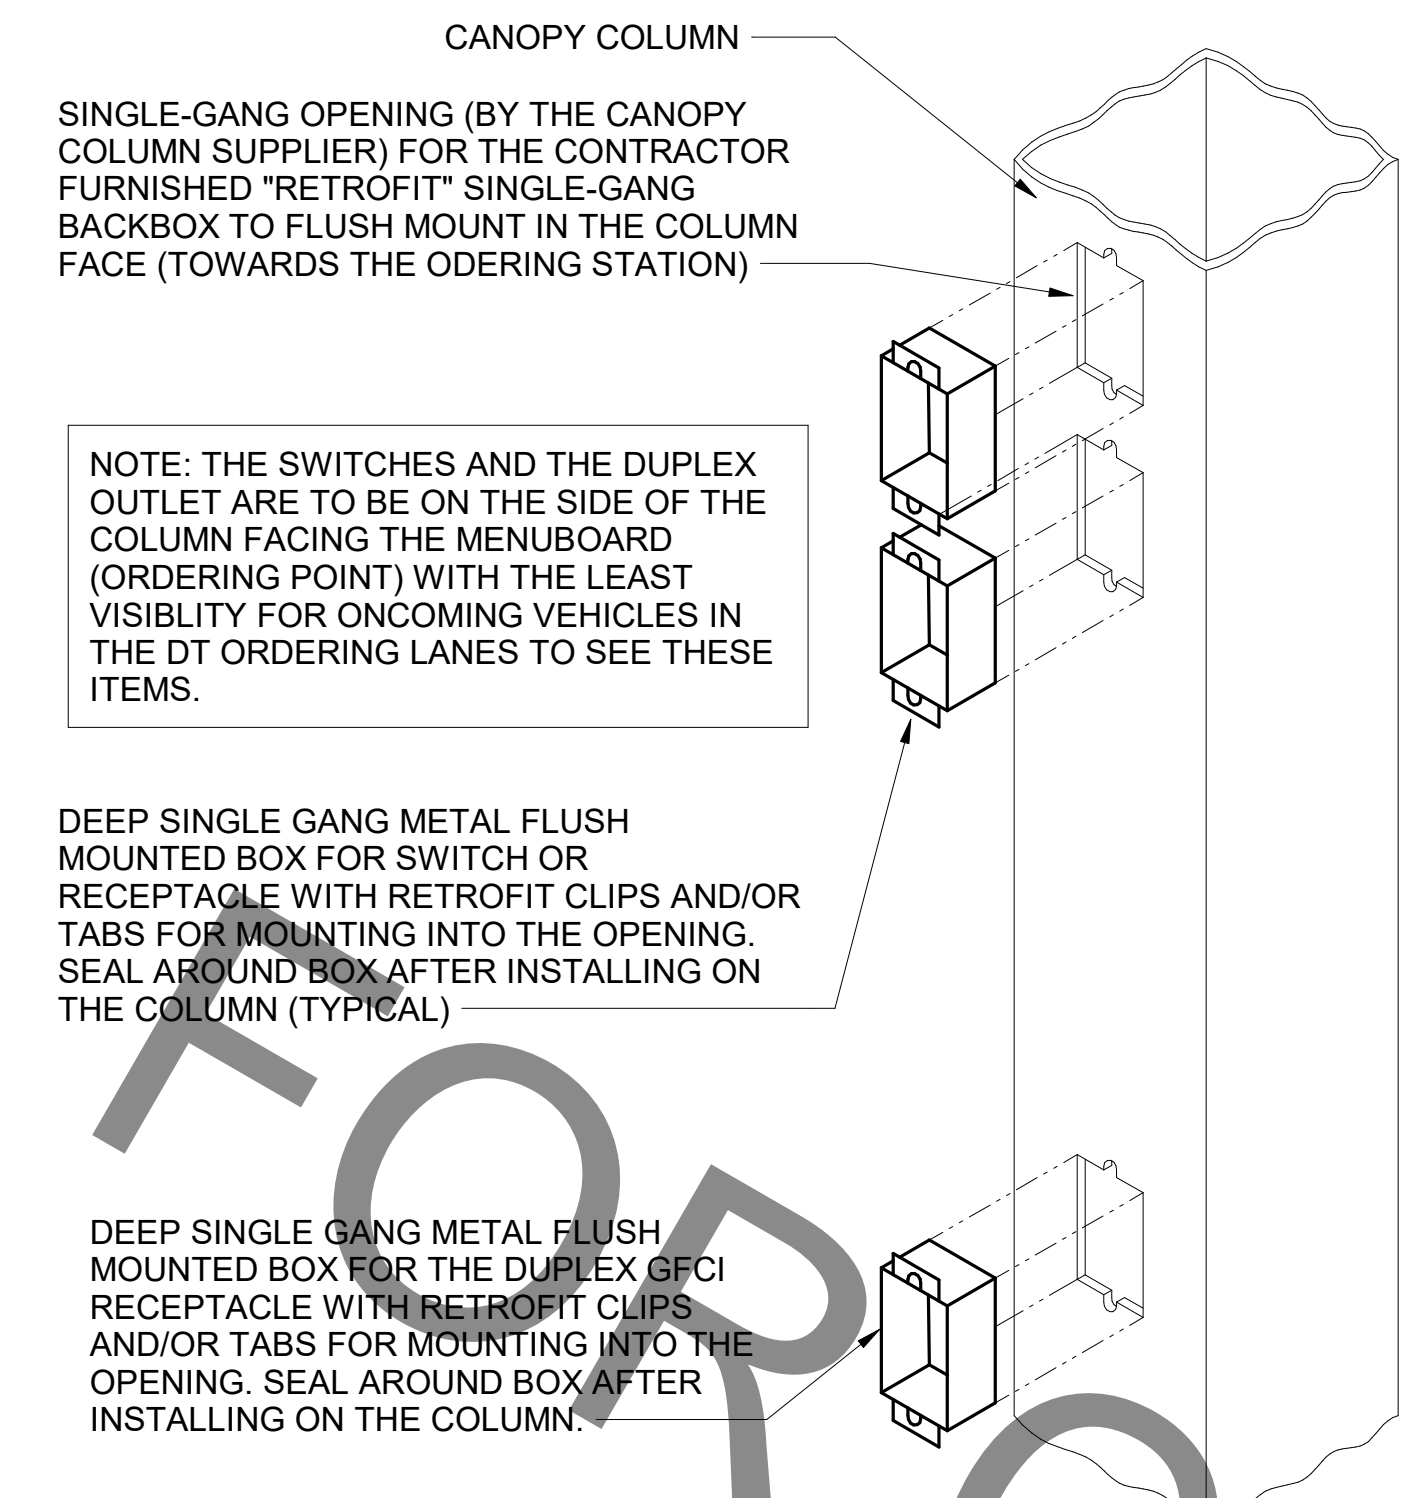 CANOPY COLUMN
SINGLE-GANG OPENING (BY THE CANOPY
COLUMN SUPPLIER) FOR THE CONTRACTOR
FURNISHED "RETROFIT" SINGLE-GANG
BACKBOX TO FLUSH MOUNT IN THE COLUMN
FACE (TOWARDS THE ODERING STATION)
NOTE: THE SWITCHES AND THE DUPLEX
OUTLET ARE TO BE ON THE SIDE OF THE
COLUMN FACING THE MENUBOARD
(ORDERING POINT) WITH THE LEAST
VISIBLITY FOR ONCOMING VEHICLES IN
THE DT ORDERING LANES TO SEE THESE
ITEMS.
DEEP SINGLE GANG METAL FLUSH
MOUNTED BOX FOR SWITCH OR
RECEPTACLE WITH RETROFIT CLIPS AND/OR
TABS FOR MOUNTING INTO THE OPENING.
SEAL AROUND BOX AFTER INSTALLING ON
THE COLUMN (TYPICAL)
DEEP SINGLE GANG METAL FLUSH
MOUNTED BOX FOR THE DUPLEX GFCI
RECEPTACLE WITH RETROFIT CLIPS
AND/OR TABS FOR MOUNTING INTO THE
OPENING. SEAL AROUND BOX AFTER
INSTALLING ON THE COLUMN.
FOR